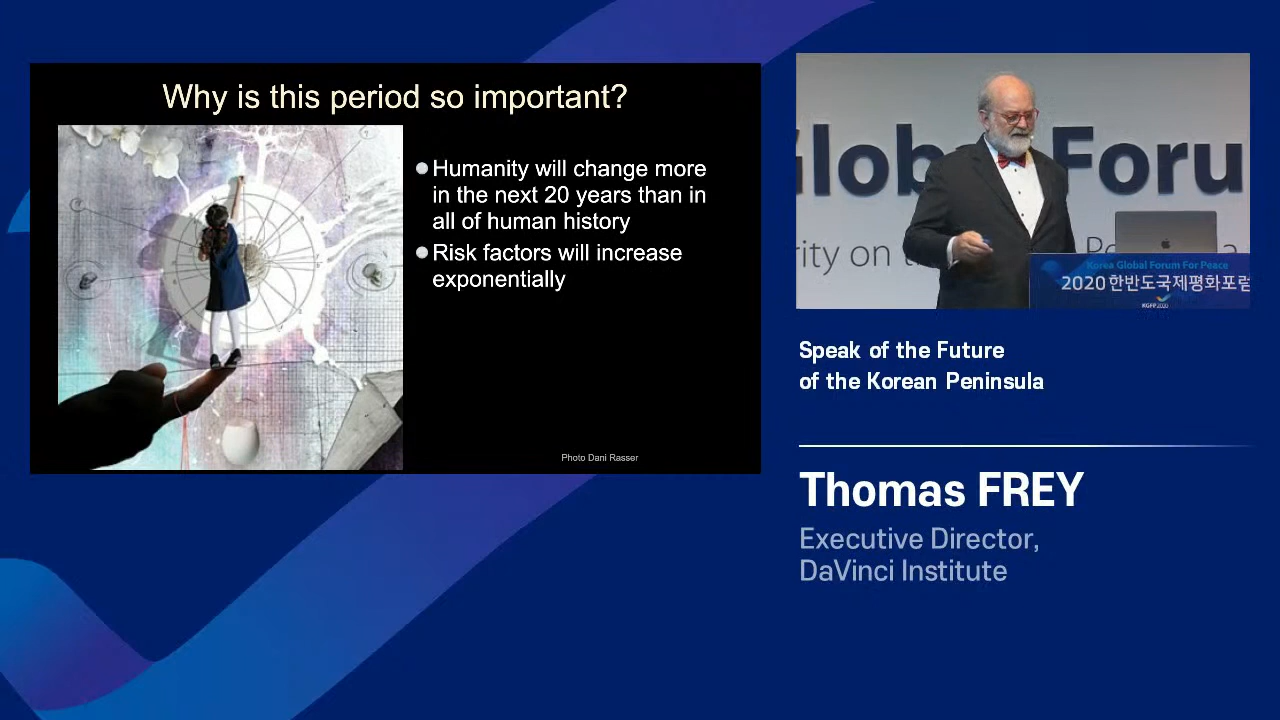 Why is this period so important?
Humanity will change more
in the next 20 years than in
all of human history
Risk factors will increase
exponentially
Photo Dani Rasser
Global Foru
rity on
Korea Global Forum For Peace
2020 한반도국제평화포럼
KGFP2020
Speak of the Future
of the Korean Peninsula
Thomas FREY
Executive Director,
DaVinci Institute